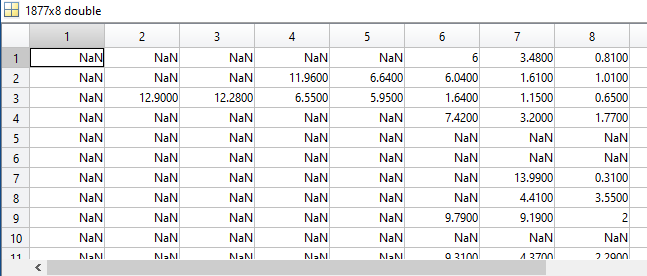 1877x8 double
1 2 3 4 5 6 7 8
1 NaN NaN NaN NaN NaN 6 3.4800 0.8100
2 NaN NaN NaN 11.9600 6.6400 6.0400 1.6100 1.0100
3 NaN 12.9000 12.2800 6.5500 5.9500 1.6400 1.1500 0.6500
4 NaN NaN NaN NaN NaN 7.4200 3.2000 1.7700
5 NaN NaN NaN NaN NaN NaN NaN NaN
6 NaN NaN NaN NaN NaN NaN NaN NaN
7 NaN NaN NaN NaN NaN NaN 13.9900 0.3100
8 NaN NaN NaN NaN NaN NaN 4.4100 3.5500
9 NaN NaN NaN NaN NaN 9.7900 9.1900 2
10 NaN NaN NaN NaN NaN NaN NaN NaN
11 NaN NaN NaN NaN NaN 9.3100 4.3700 2.2900